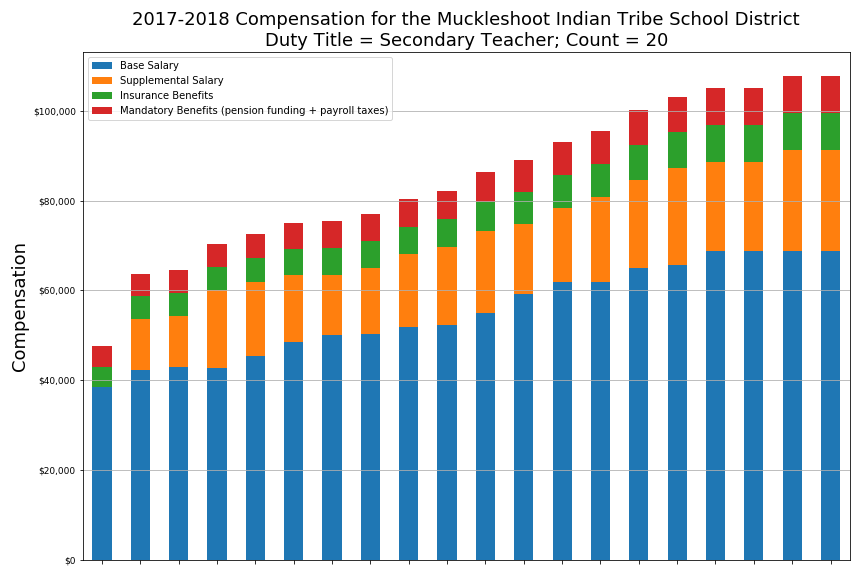 2017-2018 Compensation for the Muckleshoot Indian Tribe School District
Duty Title = Secondary Teacher; Count = 20
Base Salary
Supplemental Salary
Insurance Benefits
Mandatory Benefits (pension funding + payroll taxes)
$100,000
$80,000
$60,000
$40,000
$20,000
$0
Compensation